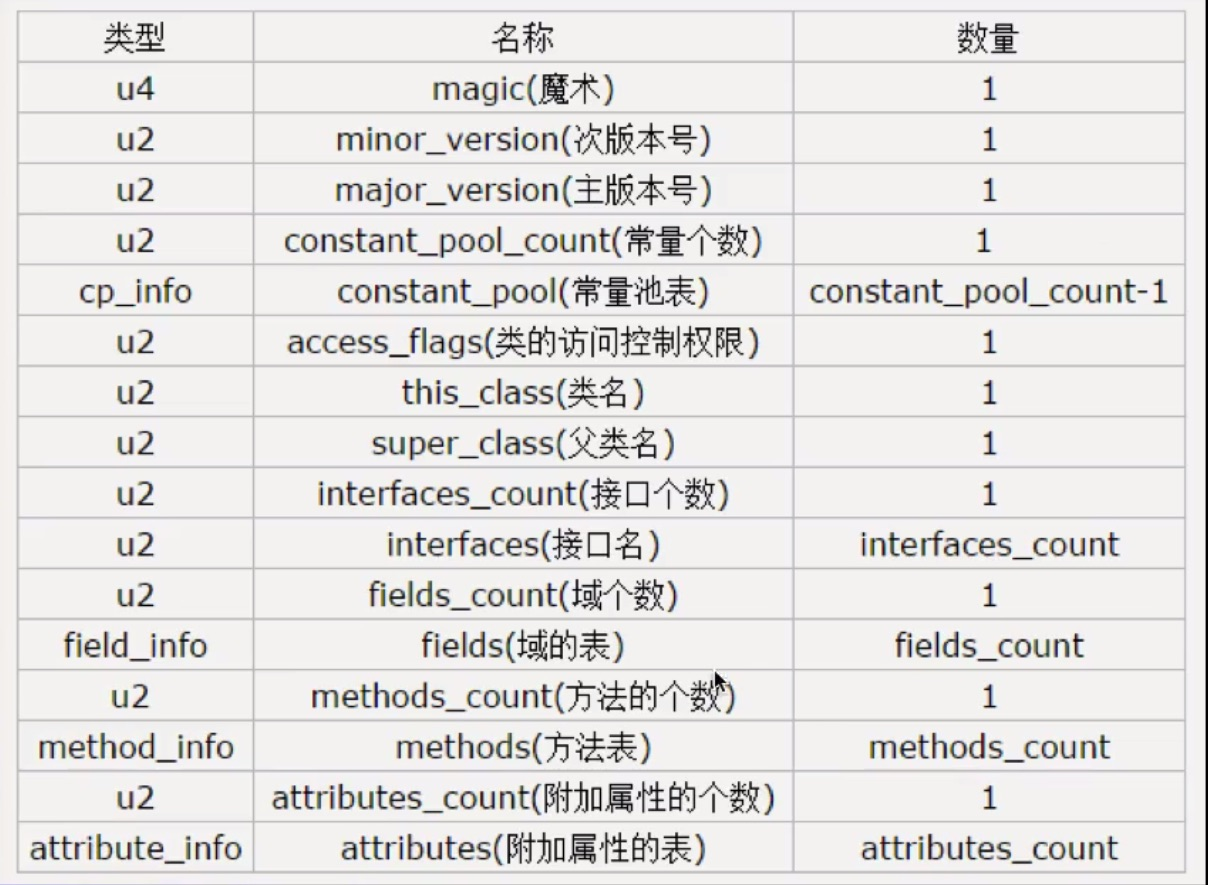 类型 名称 数量
u4 magic(魔术) 1
u2 minor_version(次版本号) 1
u2 major_version(主版本号) 1
u2 constant_pool_count(常量个数) 1
cp_info constant_pool(常量池表) constant_pool_count-1
u2 access_flags(类的访问控制权限) 1
u2 this_class(类名) 1
u2 super_class(父类名) 1
u2 interfaces_count(接口个数) 1
u2 interfaces(接口名) interfaces_count
u2 fields_count(域个数) 1
field_info fields(域的表) fields_count
u2 methods_count(方法的个数) 1
method_info methods(方法表) methods_count
u2 attributes_count(附加属性的个数) 1
attribute_info attributes(附加属性的表) attributes_count